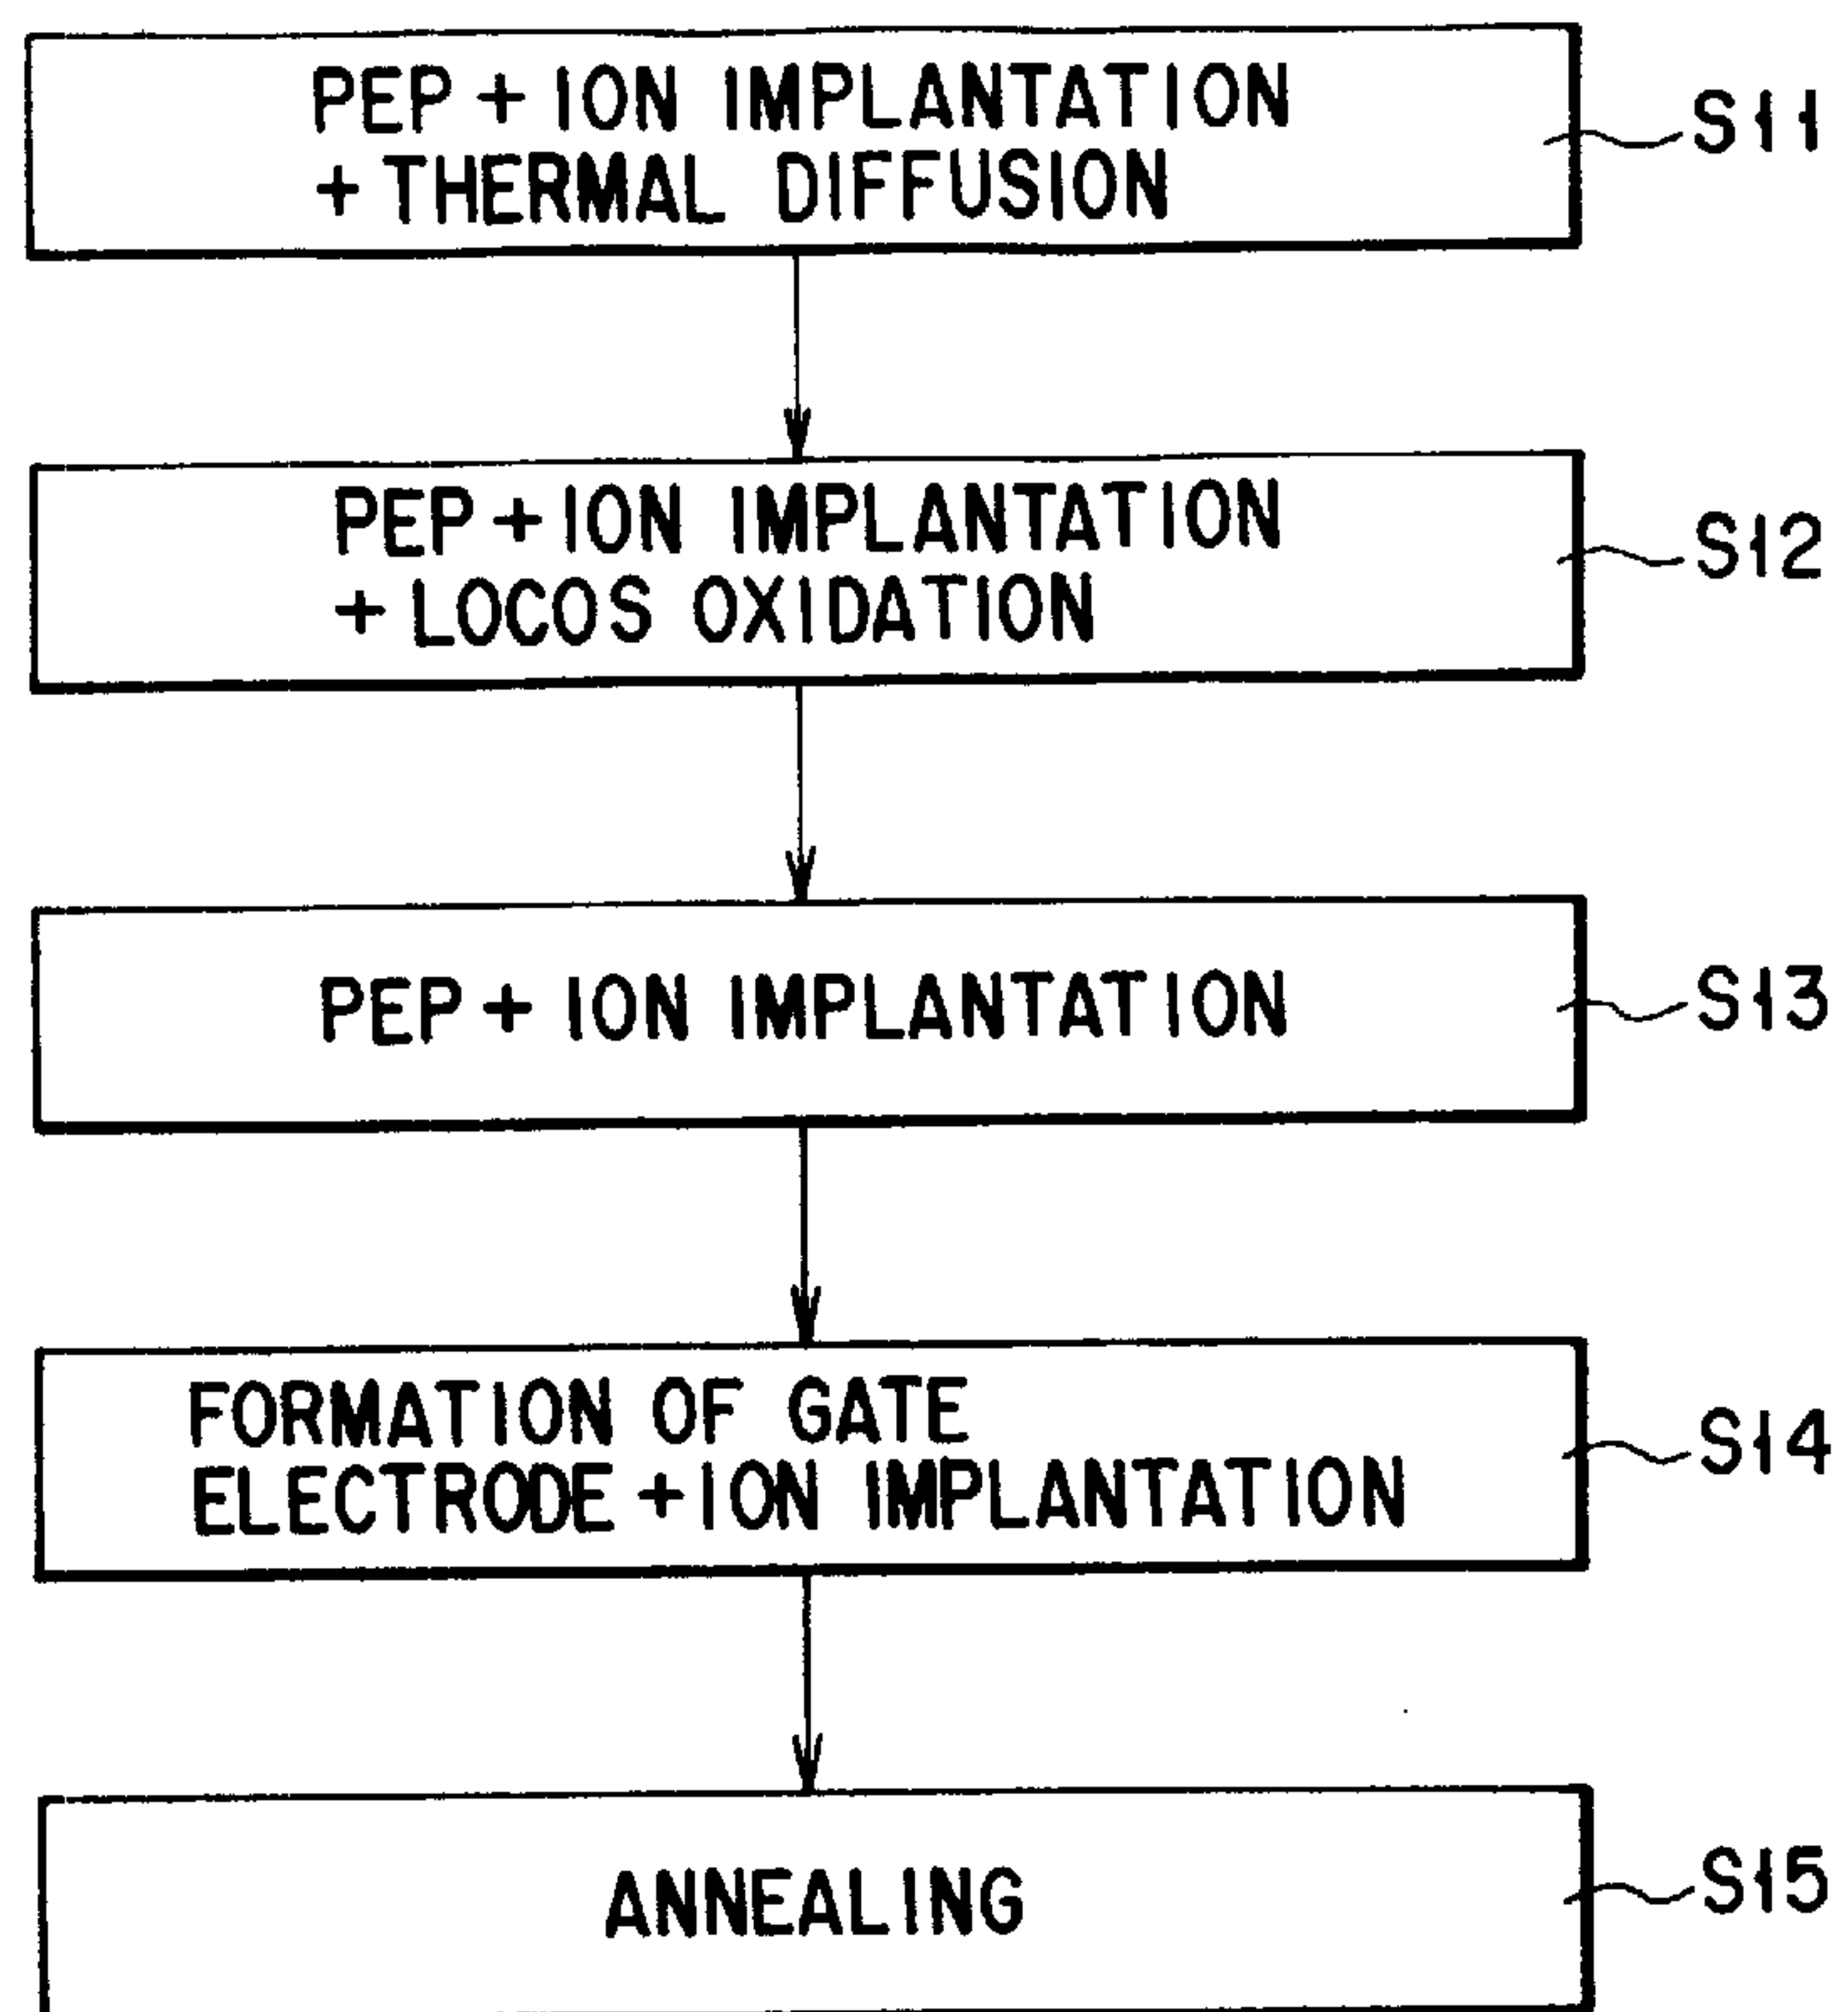 PEP + ION IMPLANTATION
+ THERMAL DIFFUSION
S11
PEP + ION IMPLANTATION
+ LOCOS OXIDATION
S12
PEP + ION IMPLANTATION
S13
FORMATION OF GATE
ELECTRODE + ION IMPLANTATION
S14
ANNEALING
S15